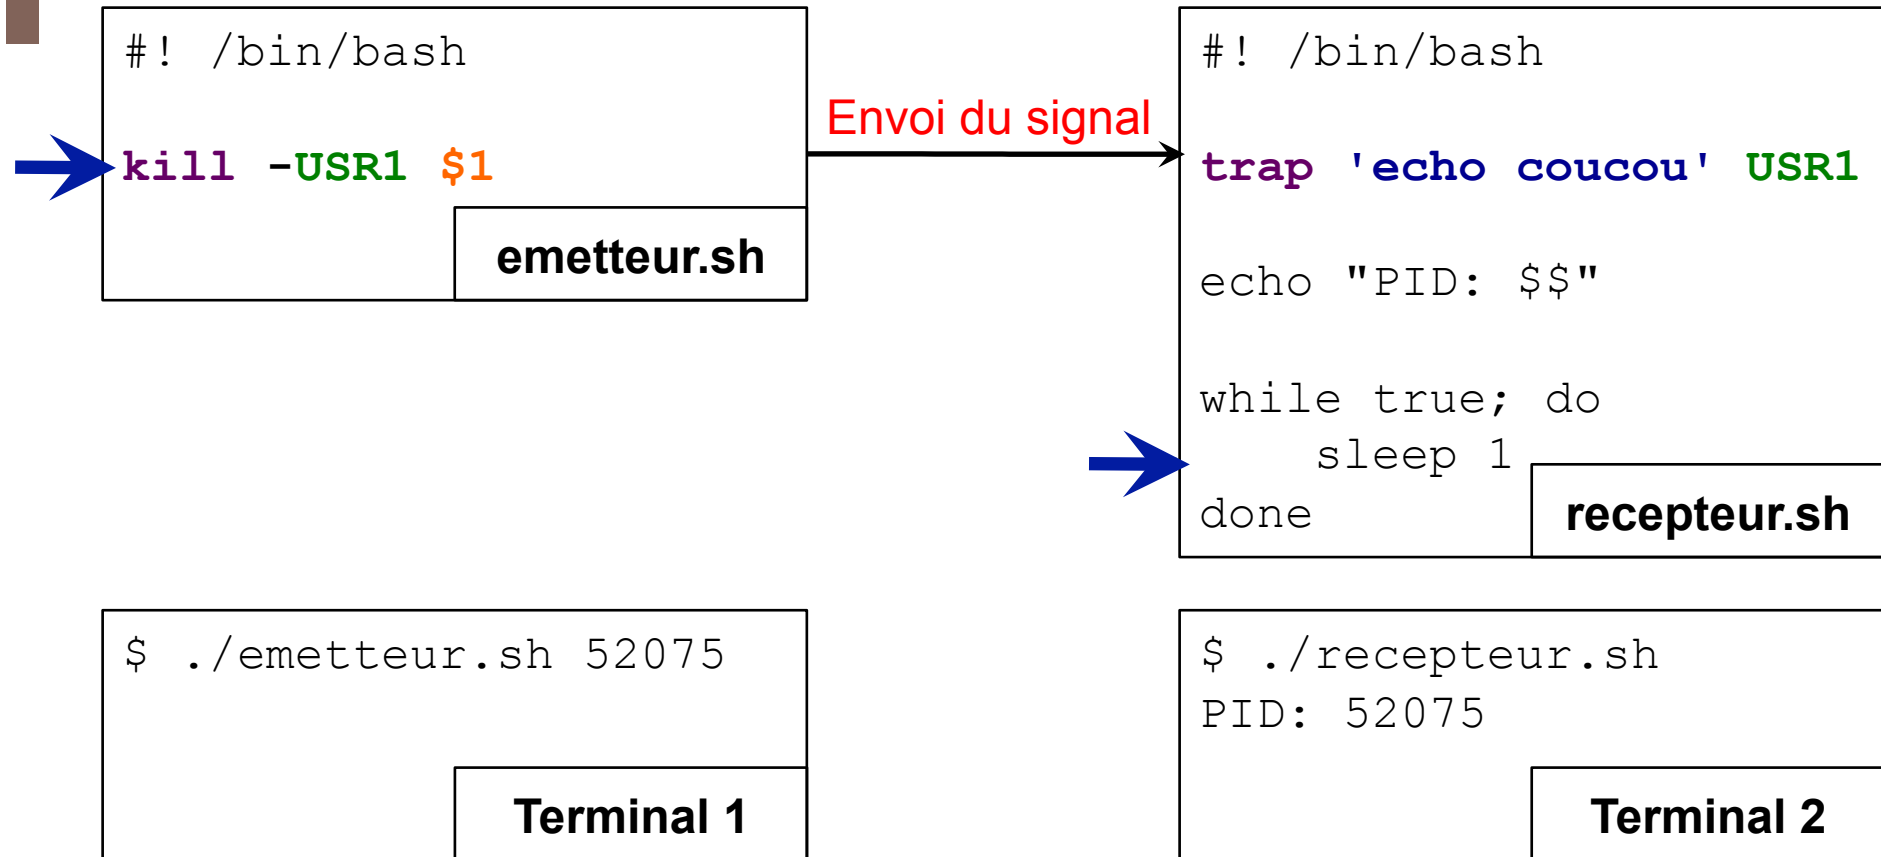 #! /bin/bash
kill -USR1 $1
emetteur.sh
Envoi du signal
#! /bin/bash
trap 'echo coucou' USR1
echo "PID: $$"
while true; do
sleep 1
done
recepteur.sh
$ ./emetteur.sh 52075
Terminal 1
$ ./recepteur.sh
PID: 52075
Terminal 2